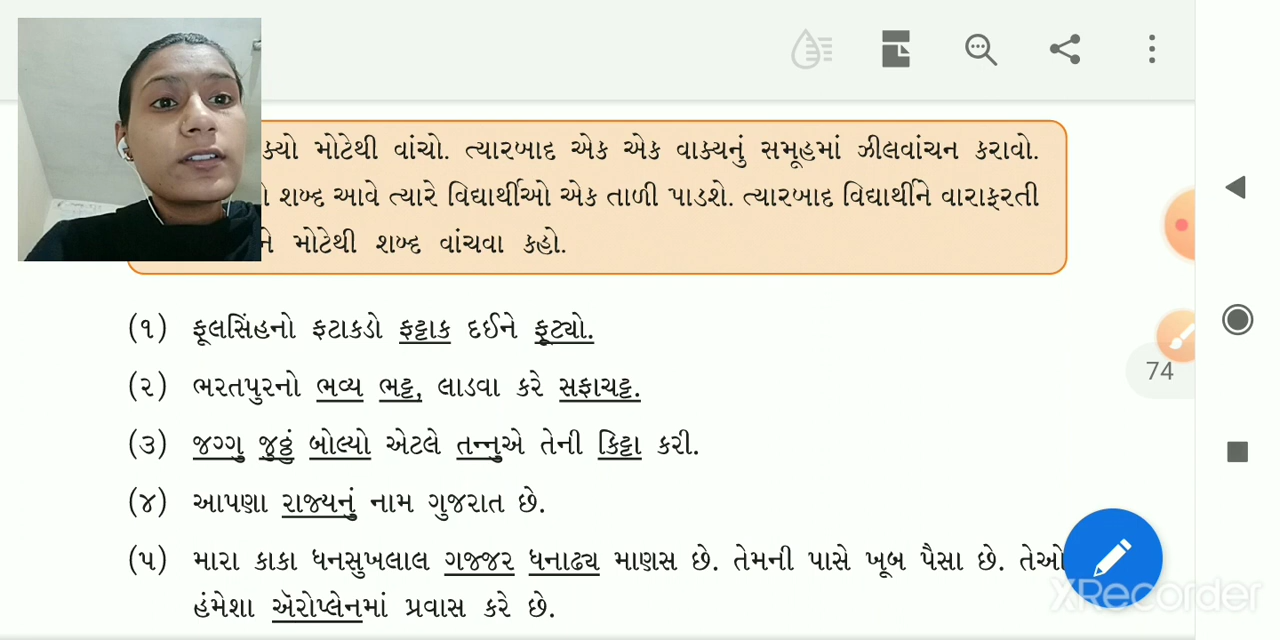 ક્યો મોટેથી વાંચો. ત્યારબાદ એક એક વાક્યનું સમૂહમાં ઝીલવાંચન કરાવો.
શબ્દ આવે ત્યારે વિદ્યાર્થીઓ એક તાળી પાડશે. ત્યારબાદ વિદ્યાર્થીને વારાફરતી
ને મોટેથી શબ્દ વાંચવા કહો.
(૧) ફૂલસિંહનો ફટાકડો ફટ્ટાક દઈને ફૂટ્યો.
(૨) ભરતપુરનો ભવ્ય ભટ્ટ, લાડવા કરે સફાચટ્ટ.
74
(૩) જગ્ગુ જુઠ્ઠું બોલ્યો એટલે તન્નુએ તેની કિટ્ટા કરી.
(૪) આપણા રાજ્યનું નામ ગુજરાત છે.
(૫) મારા કાકા ધનસુખલાલ ગજ્જર ધનાઢ્ય માણસ છે. તેમની પાસે ખૂબ પૈસા છે. તેઓ
હંમેશા ઍરોપ્લેનમાં પ્રવાસ કરે છે.
XRecorder